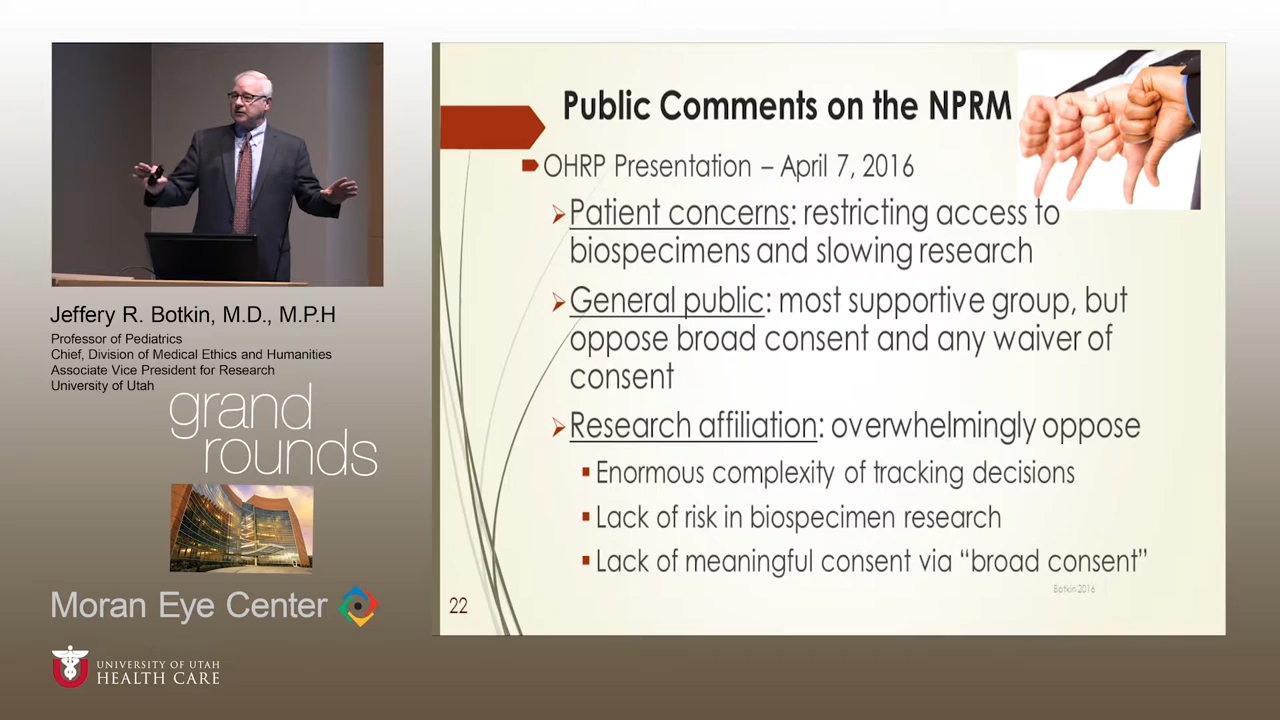 Jeffery R. Botkin, M.D., M.P.H
Professor of Pediatrics
Chief, Division of Medical Ethics and Humanities
Associate Vice President for Research
University of Utah
grand
rounds
Moran Eye Center
UNIVERSITY OF UTAH
HEALTH CARE
Public Comments on the NPRM
OHRP Presentation – April 7, 2016
Patient concerns: restricting access to
biospecimens and slowing research
General public: most supportive group, but
oppose broad consent and any waiver of
consent
Research affiliation: overwhelmingly oppose
Enormous complexity of tracking decisions
Lack of risk in biospecimen research
Lack of meaningful consent via “broad consent”
Botkin 2016
22